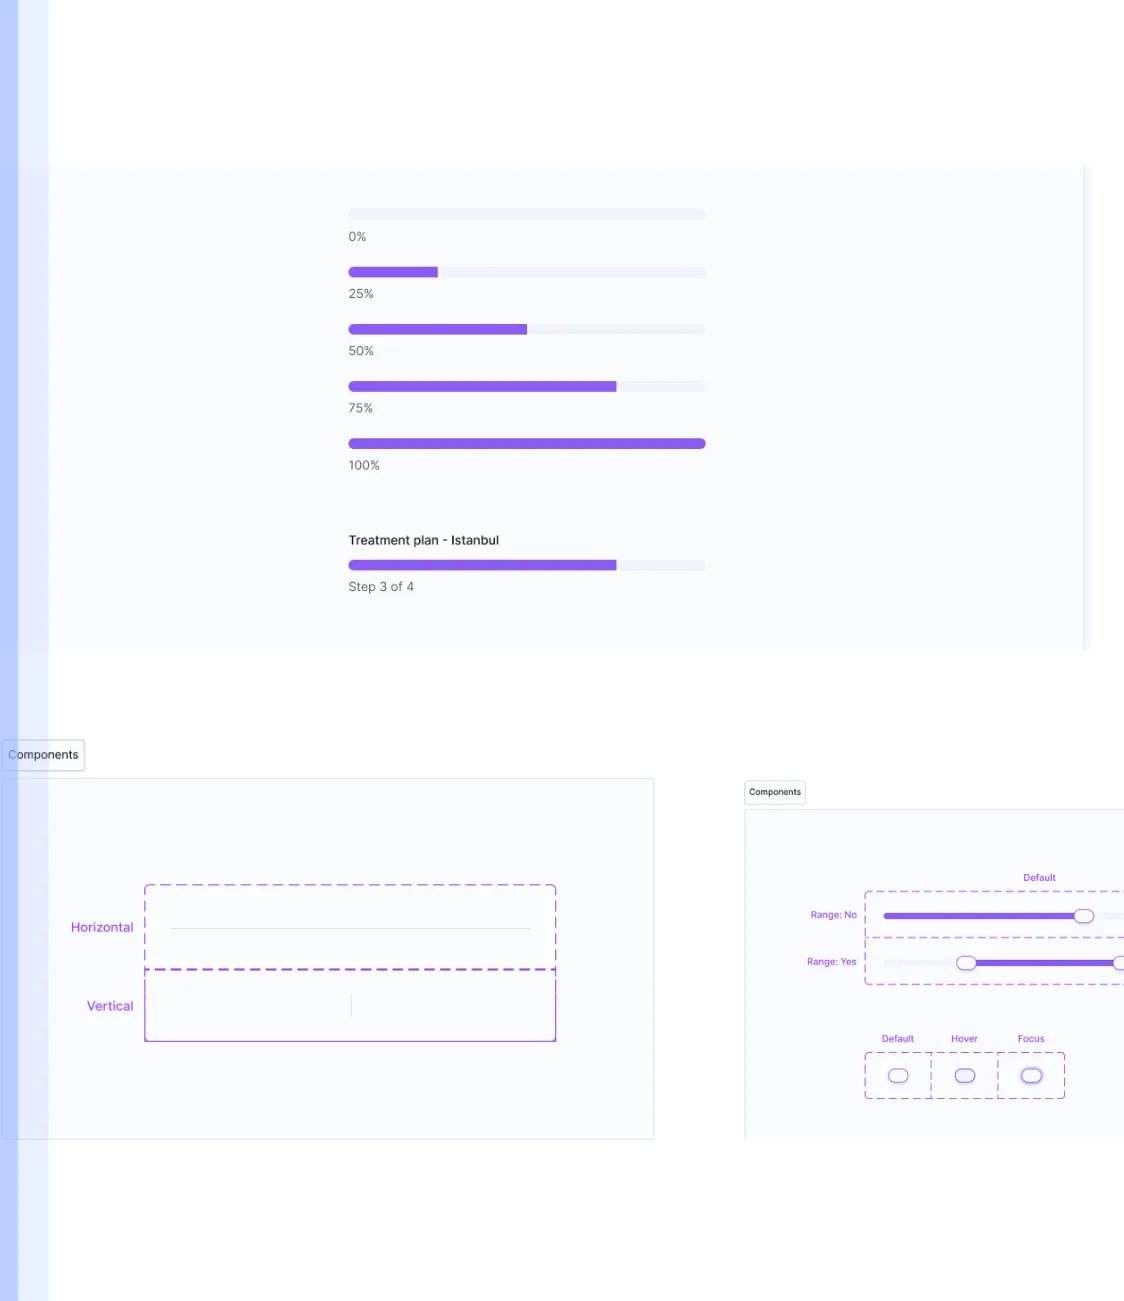 0%
25%
50%
75%
100%
Treatment plan - Istanbul
Step 3 of 4
Components
Horizontal
Vertical
Components
Default
Range: No
Range: Yes
Default Hover Focus